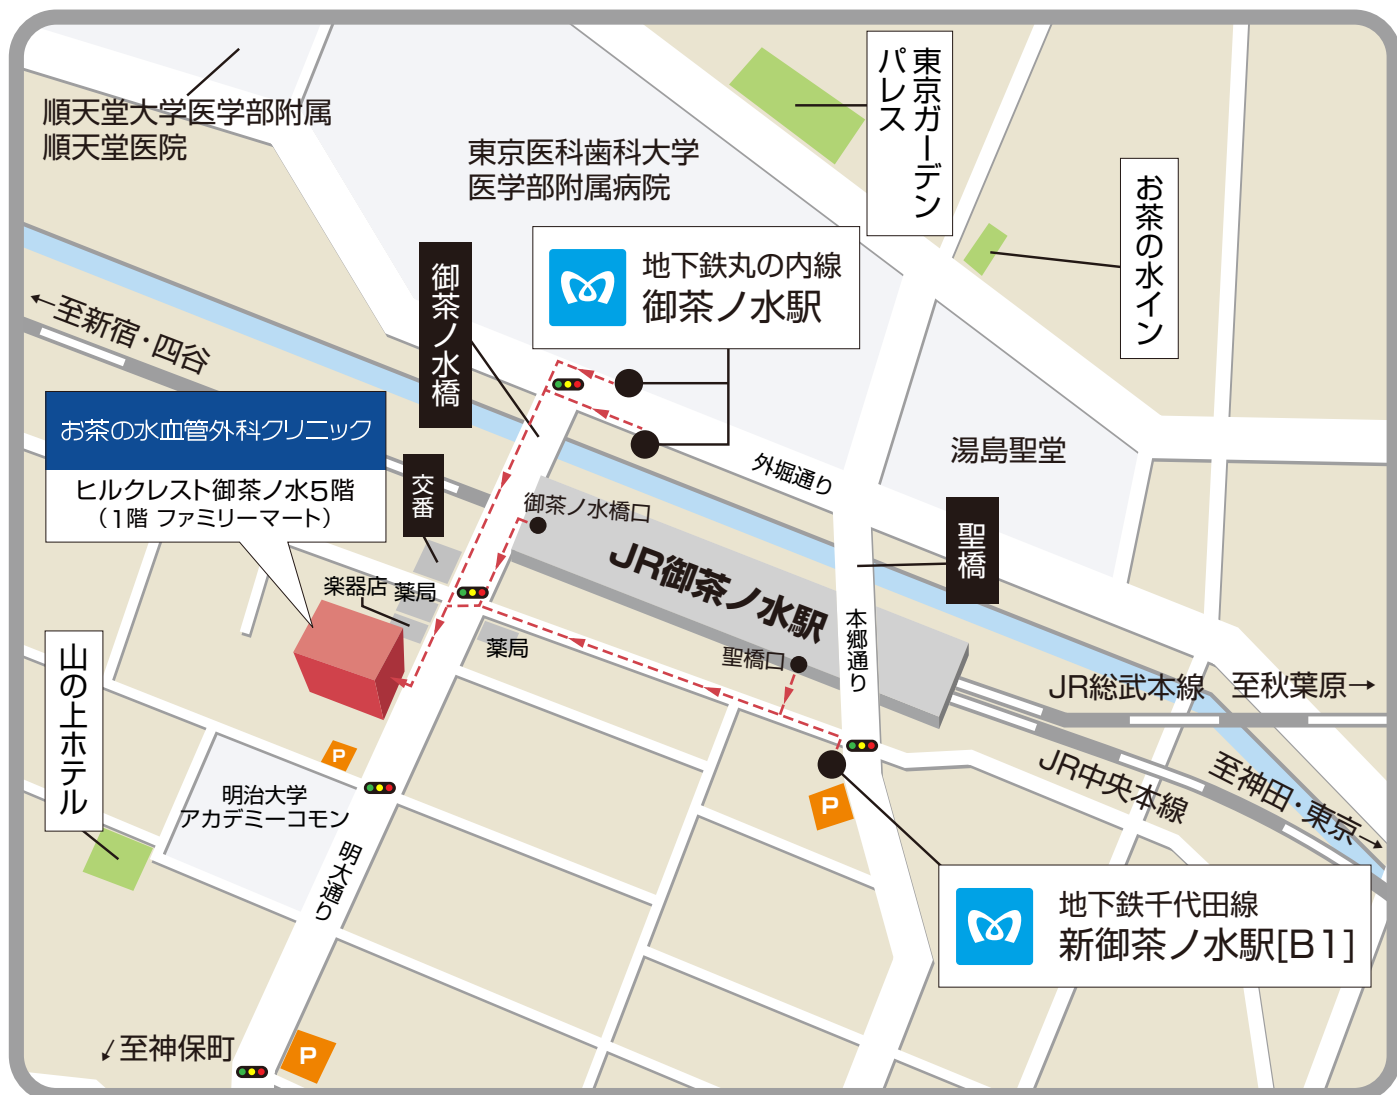 順天堂大学医学部附属
順天堂医院
東京医科歯科大学
医学部附属病院
東京ガーデン
パレス
お茶の水イン
地下鉄丸の内線
御茶ノ水駅
御茶ノ水橋
←至新宿・四谷
お茶の水血管外科クリニック
ヒルクレスト御茶ノ水5階
(1階 ファミリーマート)
交番
外堀通り
湯島聖堂
御茶ノ水橋口
JR御茶ノ水駅
聖橋
楽器店
薬局
薬局
聖橋口
本郷通り
山の上ホテル
JR総武本線
至秋葉原→
P
明治大学
アカデミーコモン
P
JR中央本線
至神田・東京→
明大通り
地下鉄千代田線
新御茶ノ水駅[B1]
↙至神保町
P